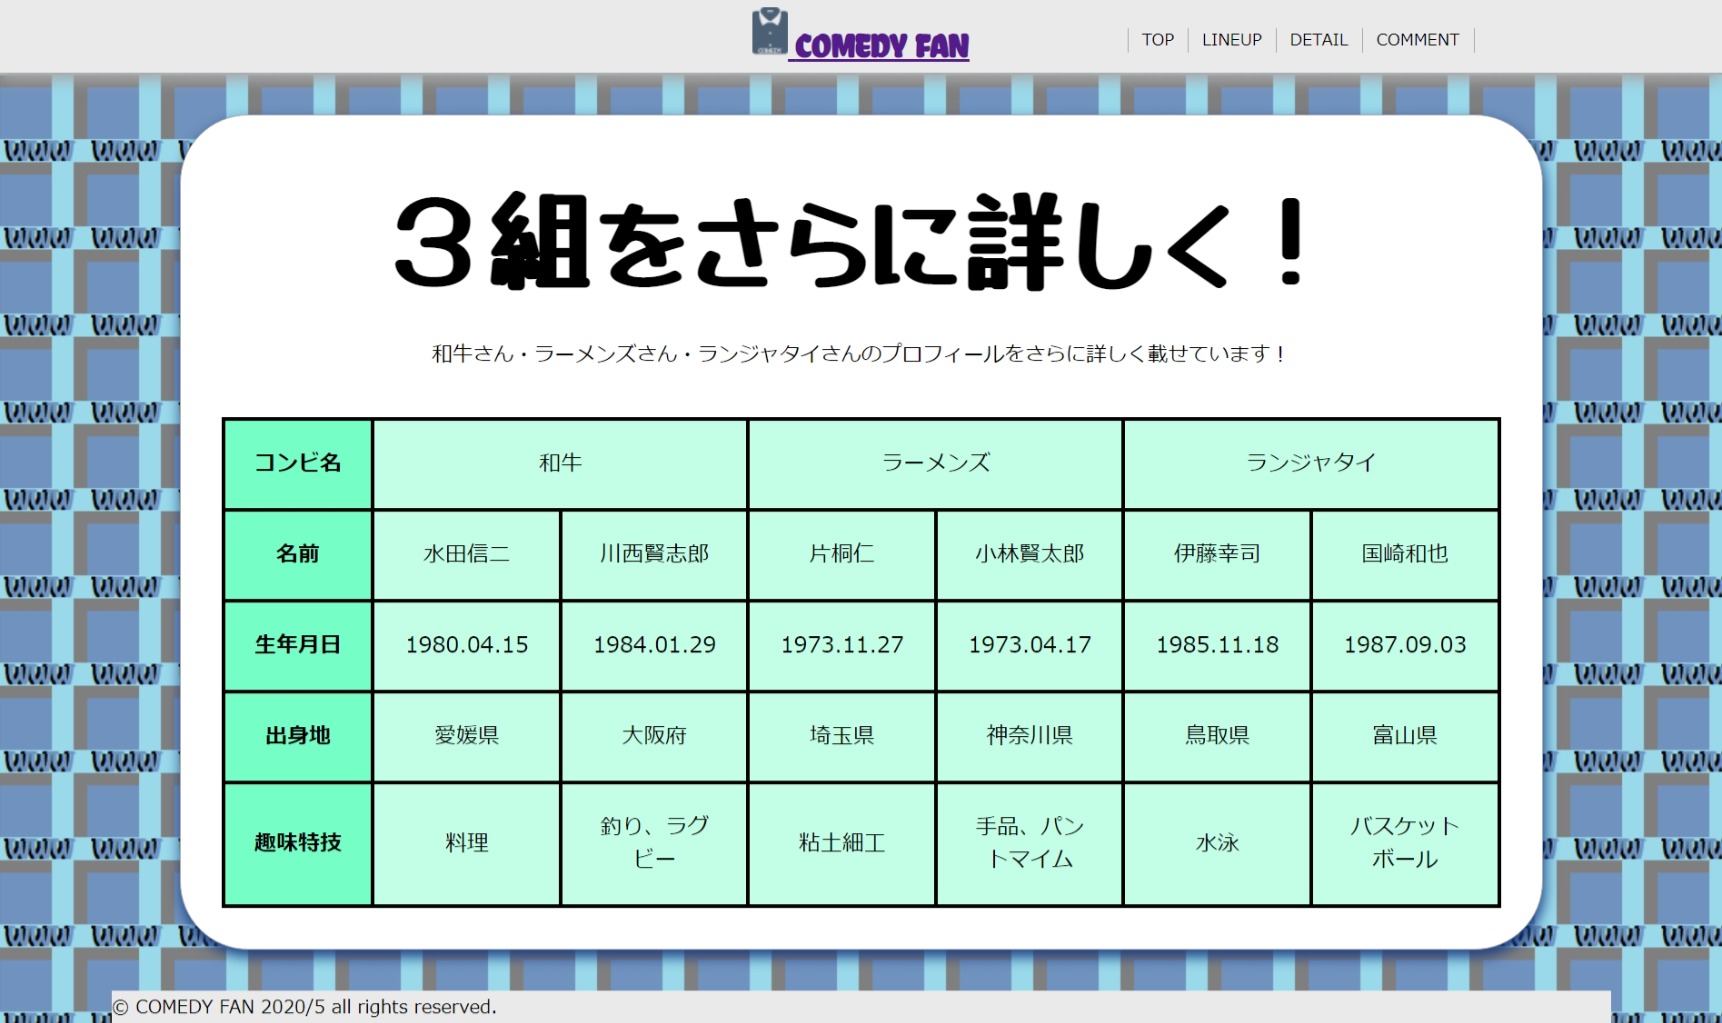 COMEDY FAN
TOP
LINEUP
DETAIL
COMMENT
３組をさらに詳しく！
和牛さん・ラーメンズさん・ランジャタイさんのプロフィールをさらに詳しく載せています！
コンビ名 和牛 ラーメンズ ランジャタイ
名前 水田信二 川西賢志郎 片桐仁 小林賢太郎 伊藤幸司 国崎和也
生年月日 1980.04.15 1984.01.29 1973.11.27 1973.04.17 1985.11.18 1987.09.03
出身地 愛媛県 大阪府 埼玉県 神奈川県 鳥取県 富山県
趣味特技 料理 釣り、ラグビー 粘土細工 手品、パントマイム 水泳 バスケットボール
© COMEDY FAN 2020/5 all rights reserved.